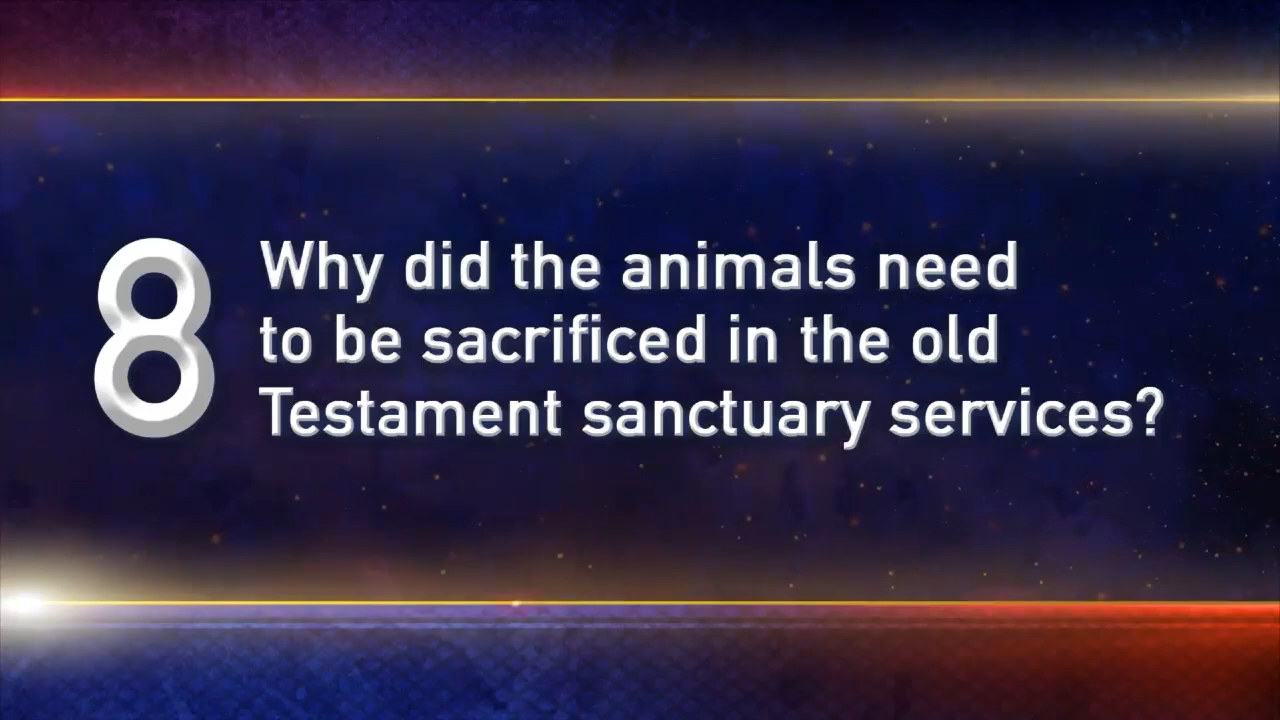 8
Why did the animals need
to be sacrificed in the old
Testament sanctuary services?